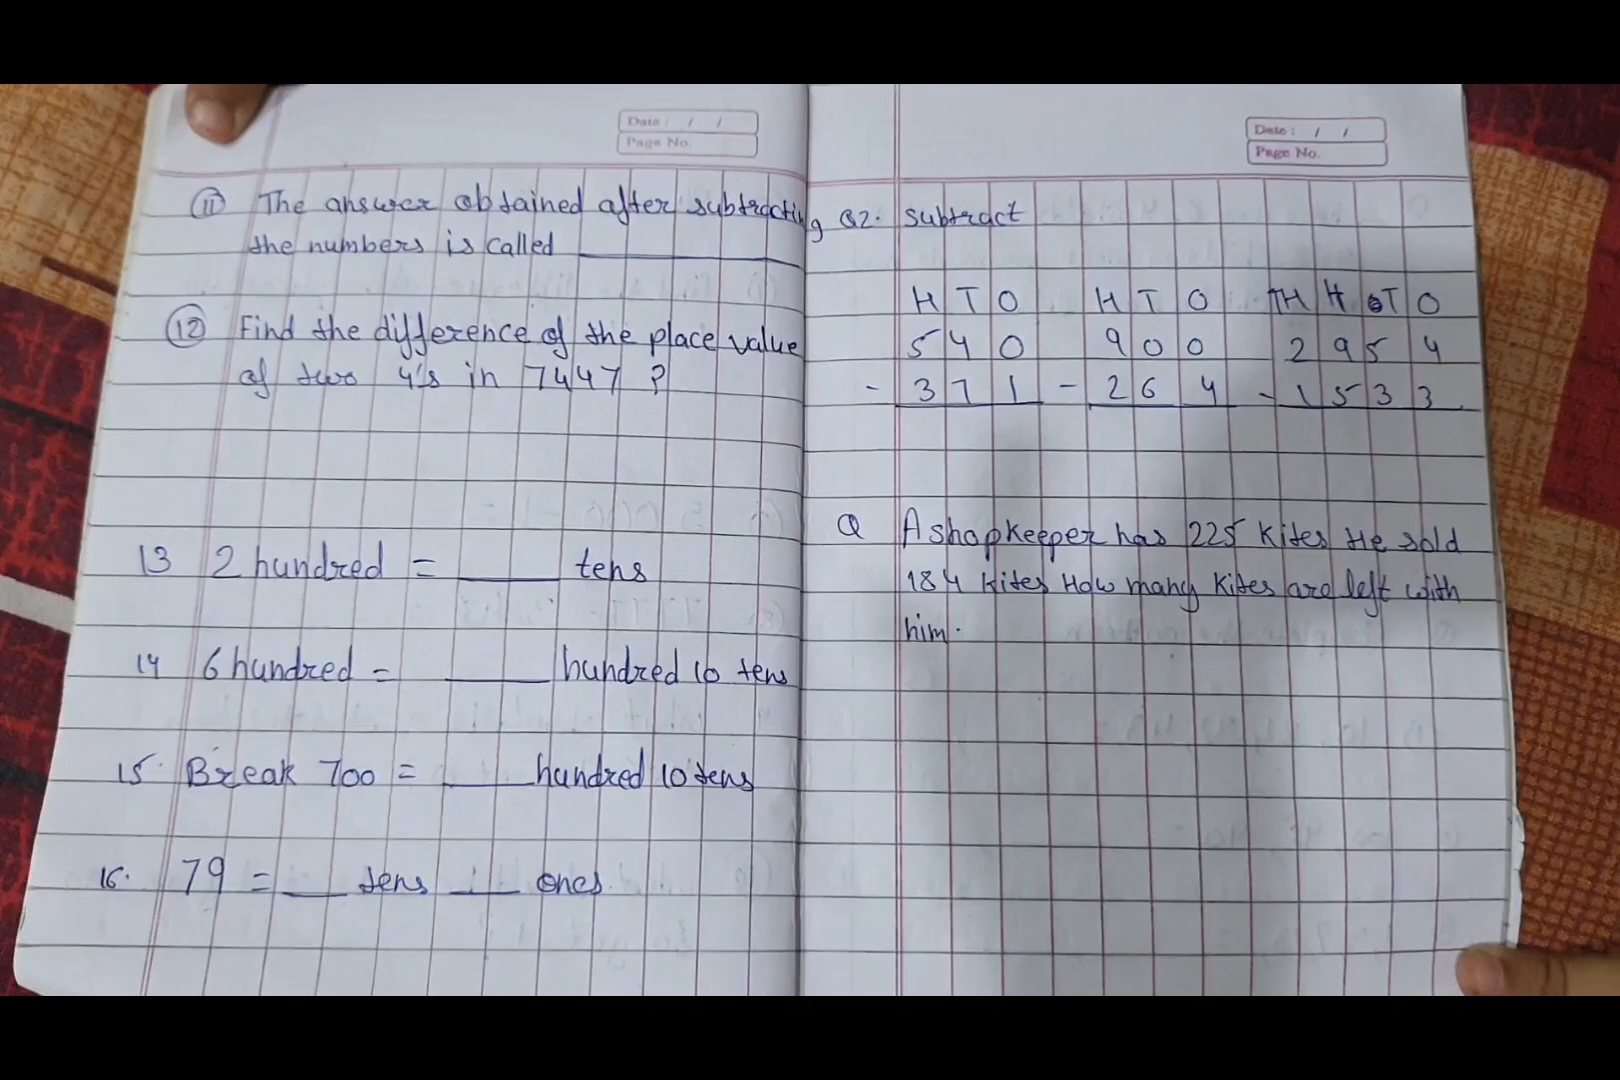 Date : / /
Page No.
11 The answer obtained after subtracting
the numbers is called ________
12 Find the difference of the place value
of two 4's in 7447 ?
13 2 hundred = ____ tens
14 6 hundred = ____ hundred 10 tens
15. Break 700 = ____ hundred 10 tens
16. 79 = ___ tens ___ ones
Date : / /
Page No.
Q2. Subtract
H T O H T O TH H T O
5 4 0 9 0 0 2 9 5 4
- 3 7 1 - 2 6 4 - 1 5 3 3
Q A shopkeeper has 225 Kites He sold
184 Kites How many Kites are left with
him.